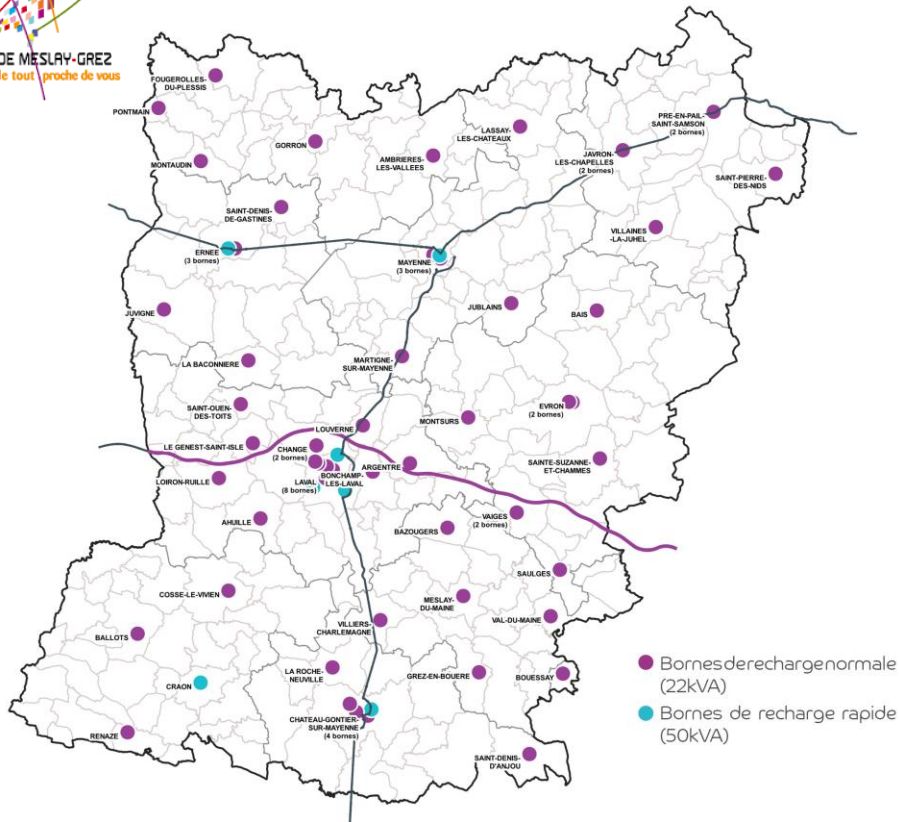 DE MESLAY-GREZ
le tout proche de vous
FOUGEROLLES-
DU-PLESSIS
PONTMAIN
MONTAUDIN
GORRON
AMBRIERES-
LES-VALLEES
LASSAY-
LES-CHATEAUX
PRE-EN-PAIL-
SAINT-SAMSON
(2 bornes)
JAVRON-
LES-CHAPELLES
(2 bornes)
SAINT-PIERRE-
DES-NIDS
SAINT-DENIS-
DE-GASTINES
VILLAINES
-LA-JUHEL
ERNEE
(3 bornes)
MAYENNE
(3 bornes)
JUVIGNE
JUBLAINS
BAIS
LA BACONNIERE
MARTIGNE-
SUR-MAYENNE
SAINT-OUEN-
DES-TOITS
EVRON
(2 bornes)
MONTSURS
LOUVERNE
LE GENEST-SAINT-ISLE
CHANGE
(2 bornes)
SAINTE-SUZANNE-
ET-CHAMMES
ARGENTRE
BONCHAMP-
LES-LAVAL
LAVAL
(8 bornes)
LOIRON-RUILLE
AHUILLE
VAIGES
(2 bornes)
BAZOUGERS
SAULGES
COSSE-LE-VIVIEN
MESLAY-
DU-MAINE
VAL-DU-MAINE
VILLIERS-
CHARLEMAGNE
BALLOTS
LA ROCHE-
NEUVILLE
GREZ-EN-BOUERE
BOUESSAY
CRAON
CHATEAU-GONTIER-
SUR-MAYENNE
(4 bornes)
RENAZE
SAINT-DENIS-
D'ANJOU
Bornesderechargenormale
(22kVA)
Bornes de recharge rapide
(50kVA)